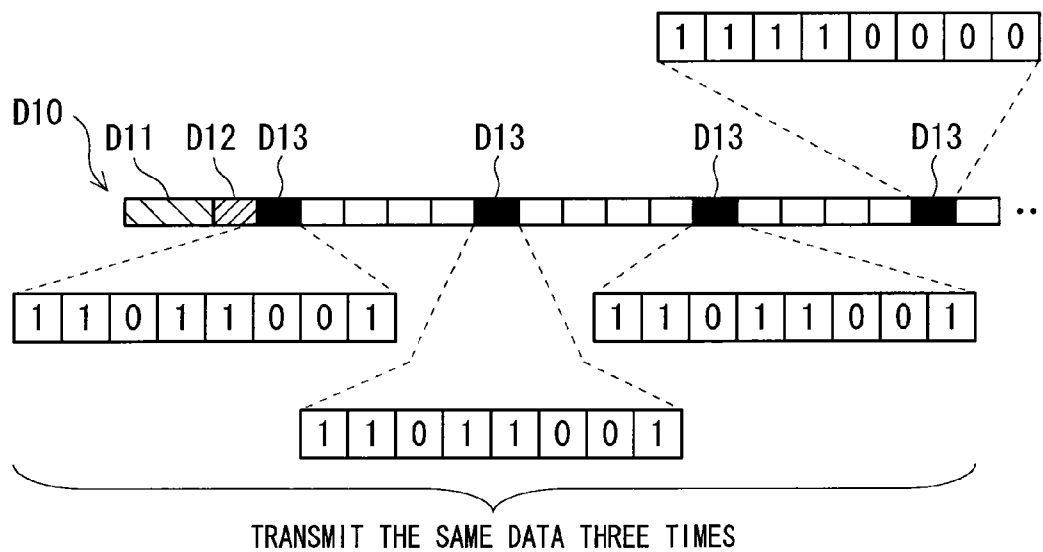 1 1 1 1 0 0 0 0
D10
D11 D12 D13 D13 D13 D13
··
1 1 0 1 1 0 0 1
1 1 0 1 1 0 0 1
1 1 0 1 1 0 0 1
TRANSMIT THE SAME DATA THREE TIMES